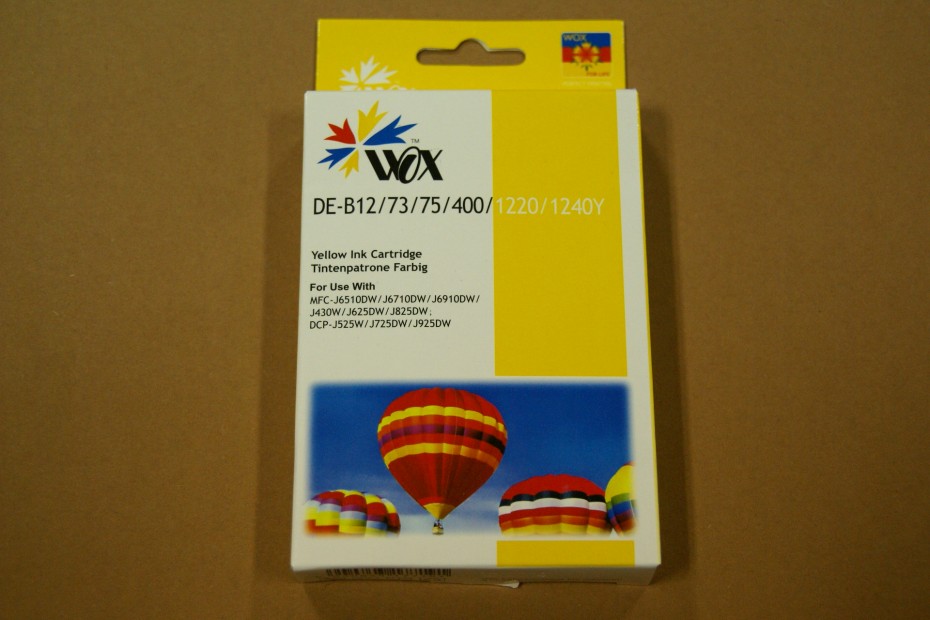 WOX
WOX™
DE-B12/73/75/400/1220/1240Y
Yellow Ink Cartridge
Tintenpatrone Farbig
For Use With
MFC-J6510DW/J6710DW/J6910DW/
J430W/J625DW/J825DW;
DCP-J525W/J725DW/J925DW